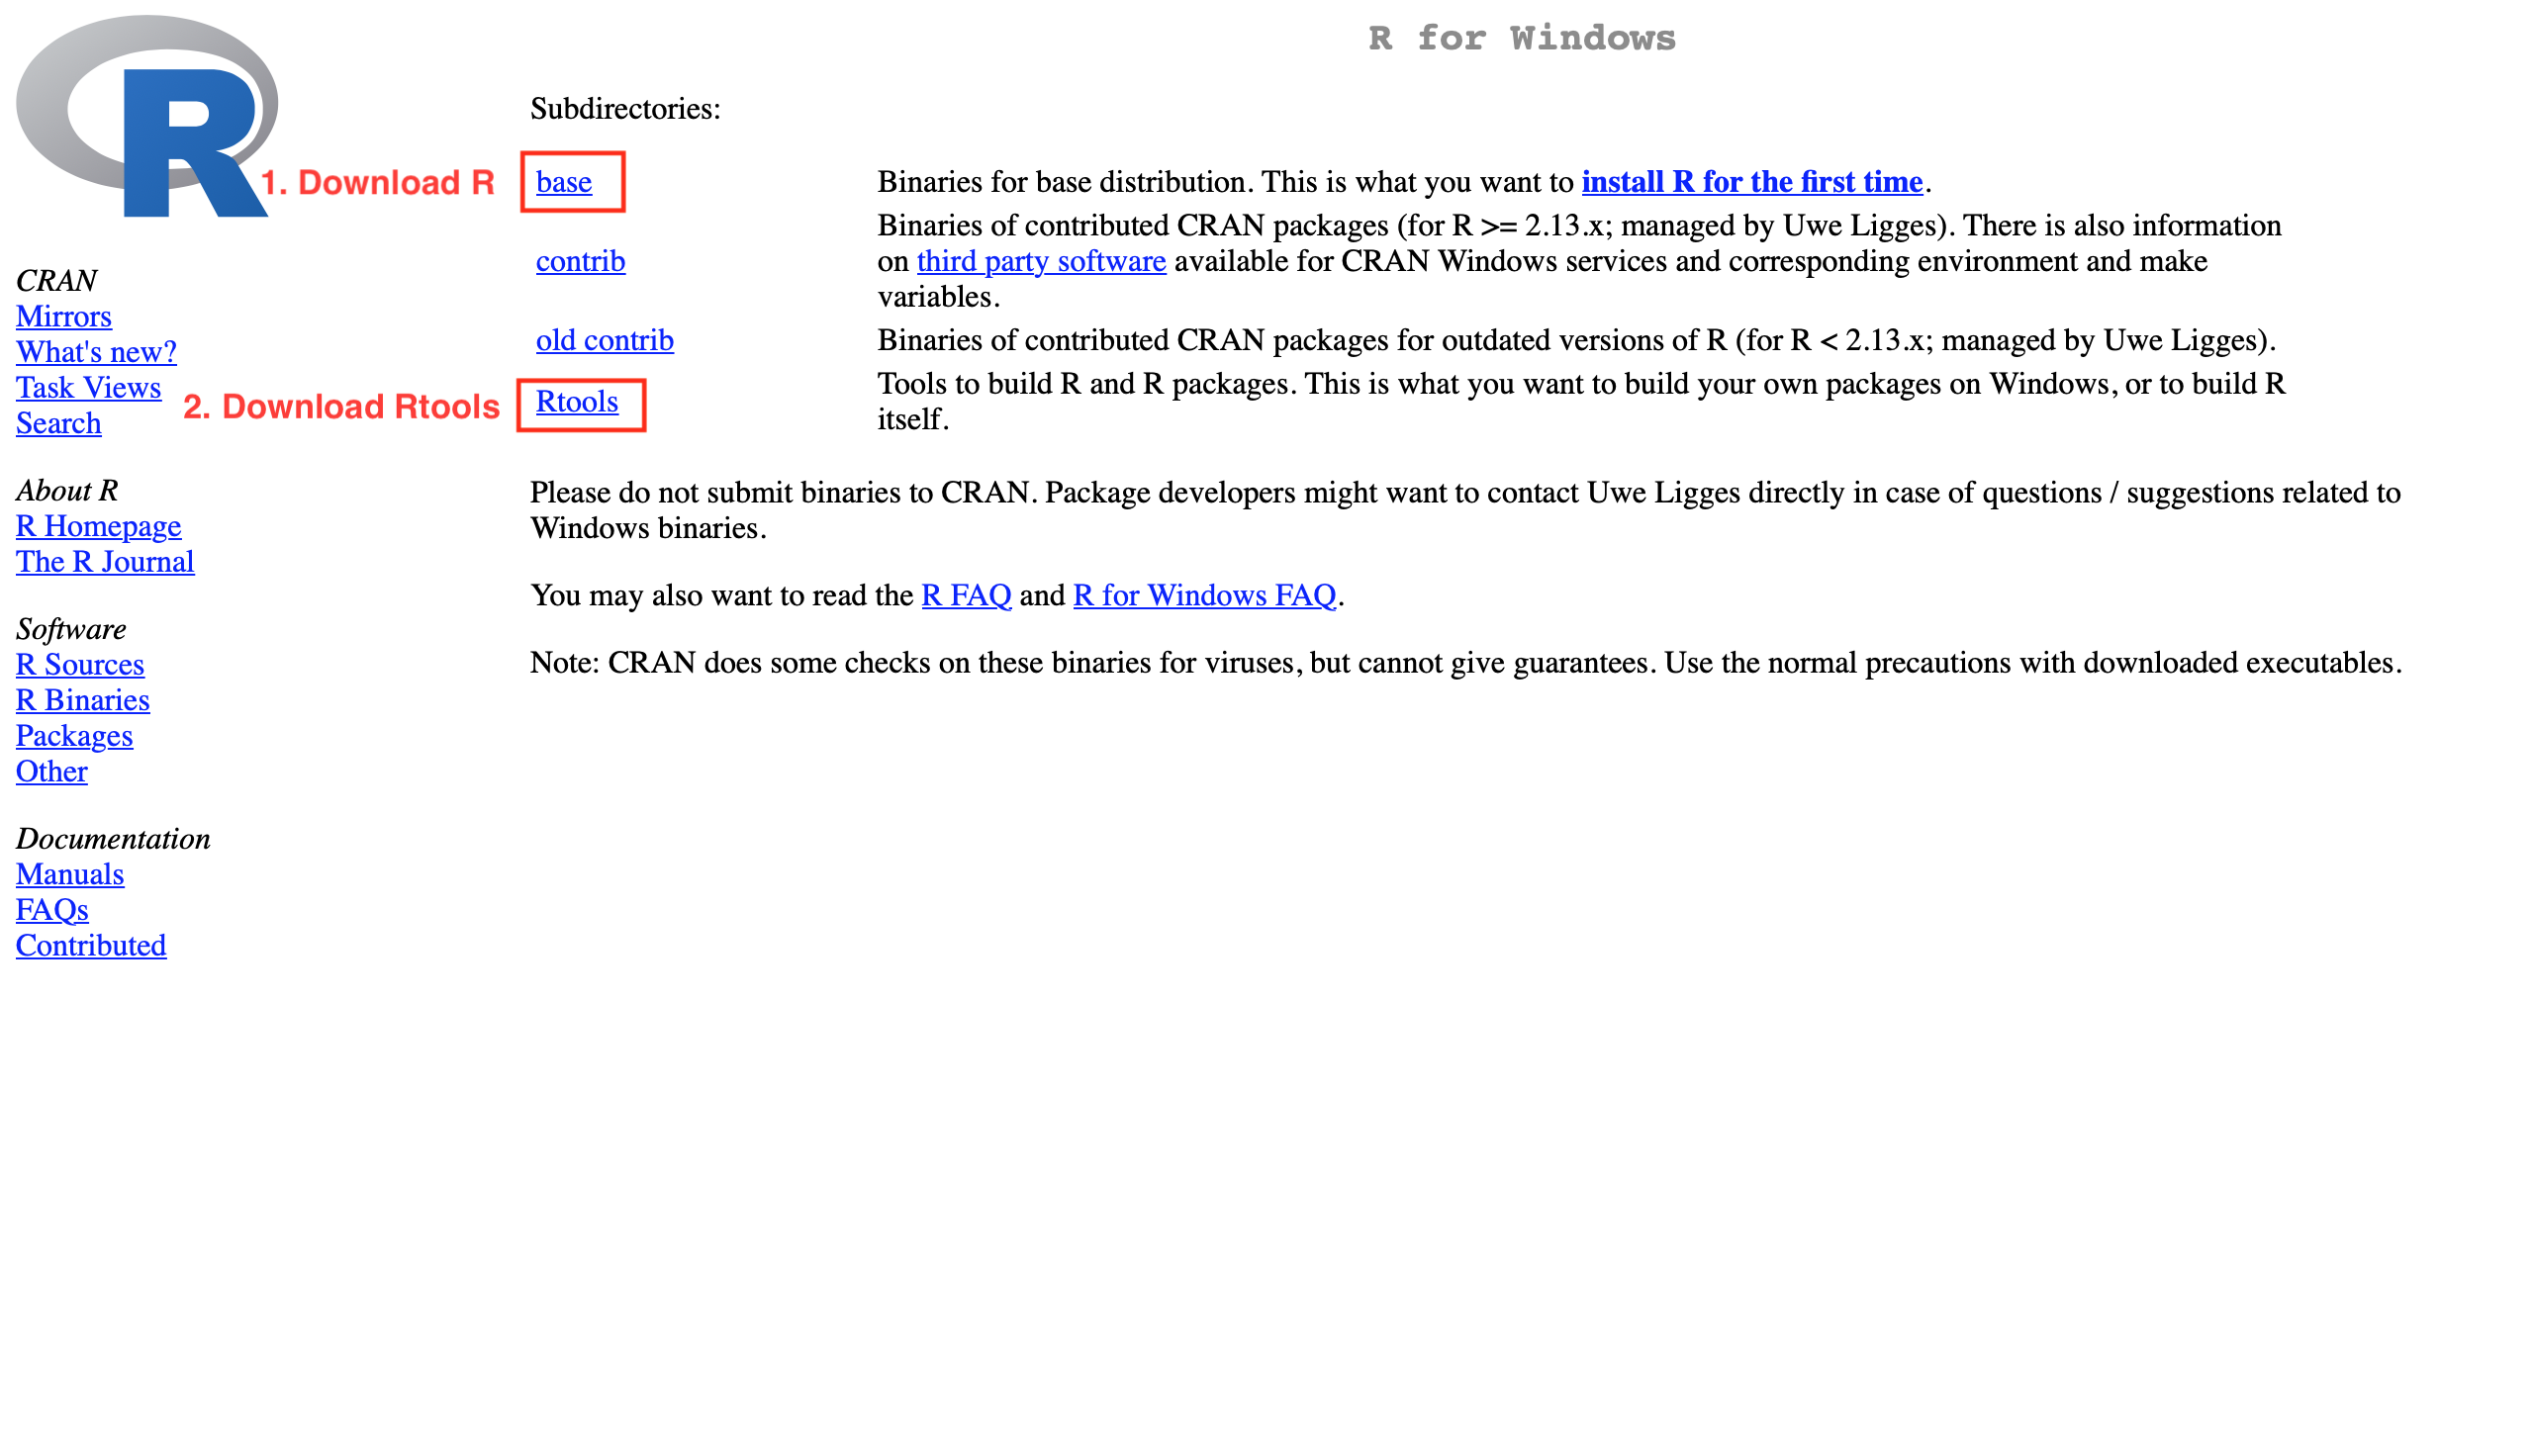 R
R for Windows
Subdirectories:
1. Download R
base
Binaries for base distribution. This is what you want to install R for the first time.
contrib
Binaries of contributed CRAN packages (for R >= 2.13.x; managed by Uwe Ligges). There is also information
on third party software available for CRAN Windows services and corresponding environment and make
variables.
old contrib
Binaries of contributed CRAN packages for outdated versions of R (for R < 2.13.x; managed by Uwe Ligges).
2. Download Rtools
Rtools
Tools to build R and R packages. This is what you want to build your own packages on Windows, or to build R
itself.
Please do not submit binaries to CRAN. Package developers might want to contact Uwe Ligges directly in case of questions / suggestions related to
Windows binaries.
You may also want to read the R FAQ and R for Windows FAQ.
Note: CRAN does some checks on these binaries for viruses, but cannot give guarantees. Use the normal precautions with downloaded executables.
CRAN
Mirrors
What's new?
Task Views
Search
About R
R Homepage
The R Journal
Software
R Sources
R Binaries
Packages
Other
Documentation
Manuals
FAQs
Contributed